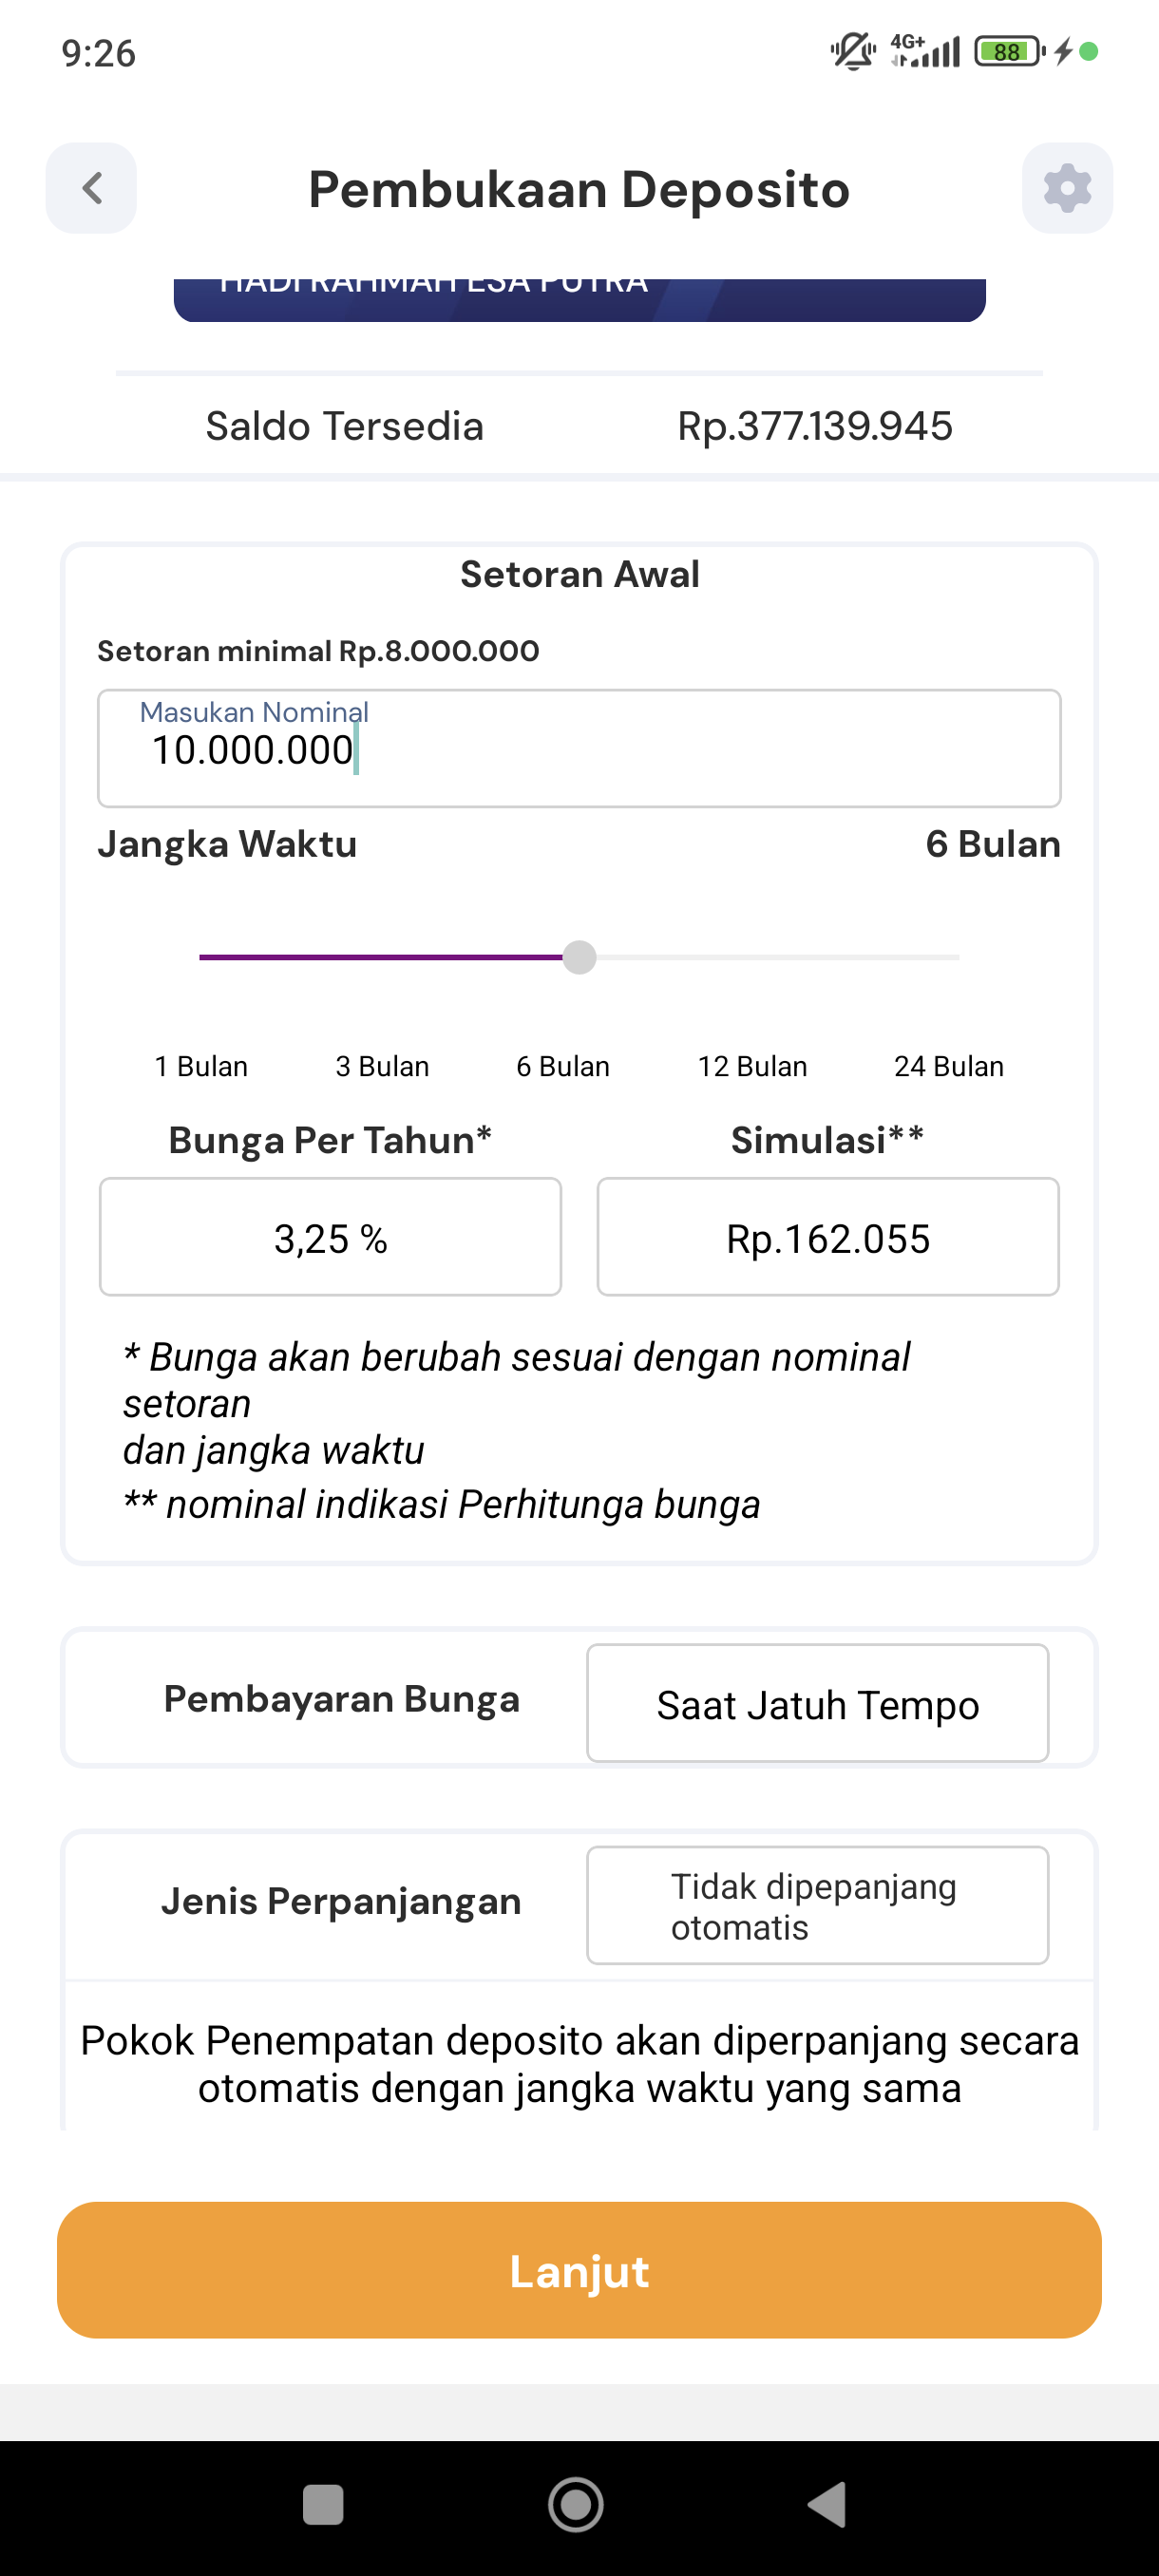 9:26
4G+
88
Pembukaan Deposito
HADI RAHMAH ESA PUTRA
Saldo Tersedia Rp.377.139.945
Setoran Awal
Setoran minimal Rp.8.000.000
Masukan Nominal
10.000.000
Jangka Waktu 6 Bulan
1 Bulan 3 Bulan 6 Bulan 12 Bulan 24 Bulan
Bunga Per Tahun* Simulasi**
3,25 % Rp.162.055
* Bunga akan berubah sesuai dengan nominal
setoran
dan jangka waktu
** nominal indikasi Perhitunga bunga
Pembayaran Bunga Saat Jatuh Tempo
Jenis Perpanjangan Tidak dipepanjang
otomatis
Pokok Penempatan deposito akan diperpanjang secara
otomatis dengan jangka waktu yang sama
Lanjut